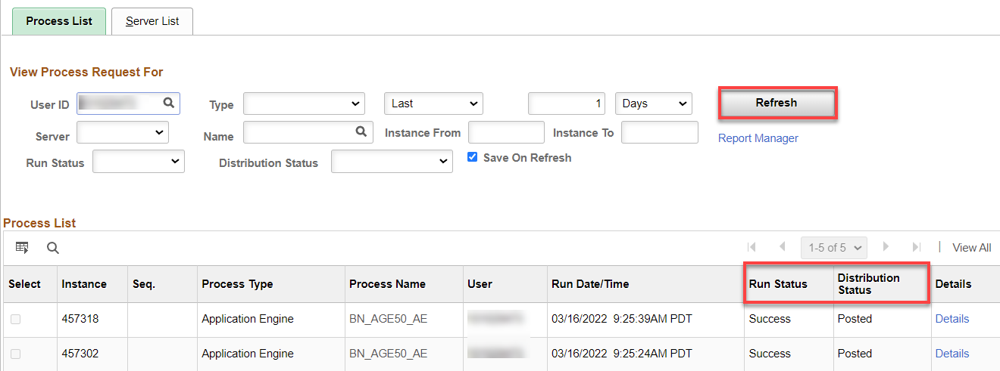 Process List Server List
View Process Request For
User ID Type Last 1 Days Refresh
Server Name Instance From Instance To Report Manager
Run Status Distribution Status Save On Refresh
Process List
1-5 of 5 View All
Select Instance Seq. Process Type Process Name User Run Date/Time Run Status Distribution Status Details
457318 Application Engine BN_AGE50_AE 03/16/2022 9:25:39AM PDT Success Posted Details
457302 Application Engine BN_AGE50_AE 03/16/2022 9:25:24AM PDT Success Posted Details